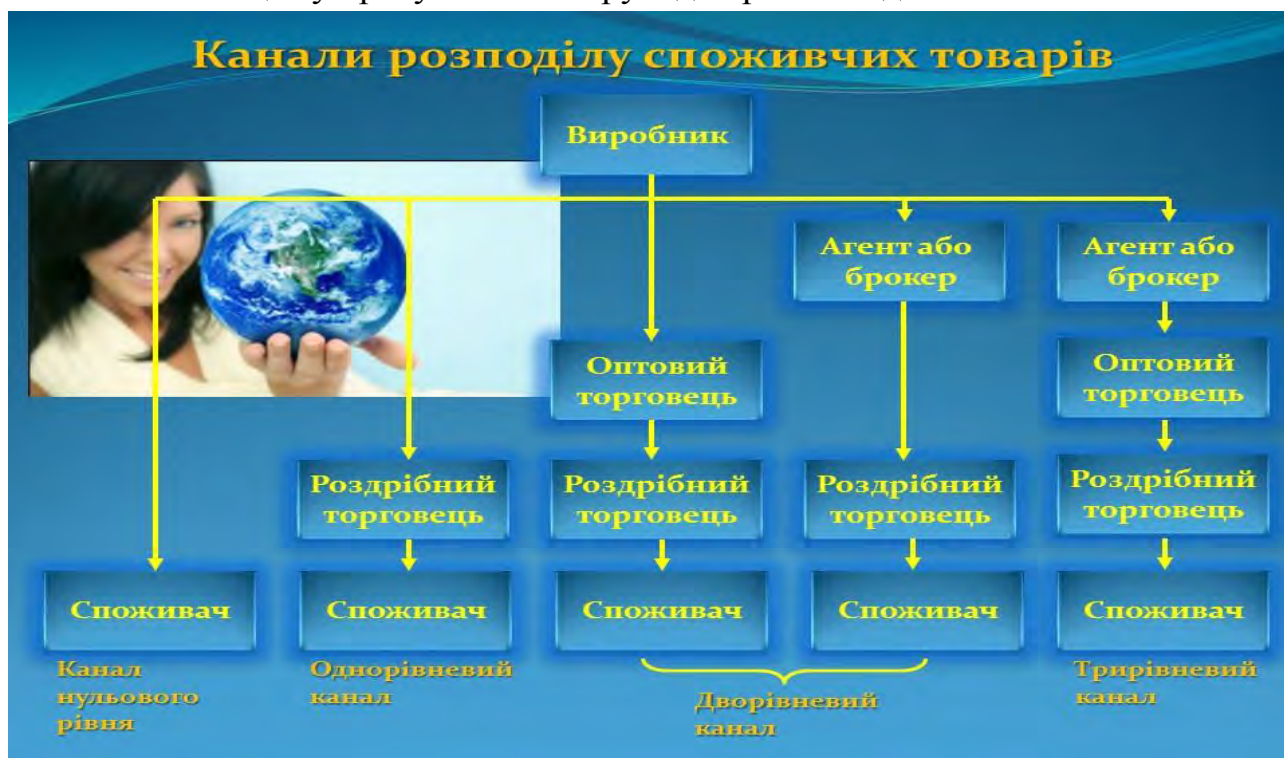 Канали розподілу споживчих товарів
Виробник
Агент або
брокер
Агент або
брокер
Оптовий
торговець
Оптовий
торговець
Роздрібний
торговець
Роздрібний
торговець
Роздрібний
торговець
Роздрібний
торговець
Споживач
Споживач
Споживач
Споживач
Споживач
Канал
нульового
рівня
Однорівневий
канал
Дворівневий
канал
Трирівневий
канал